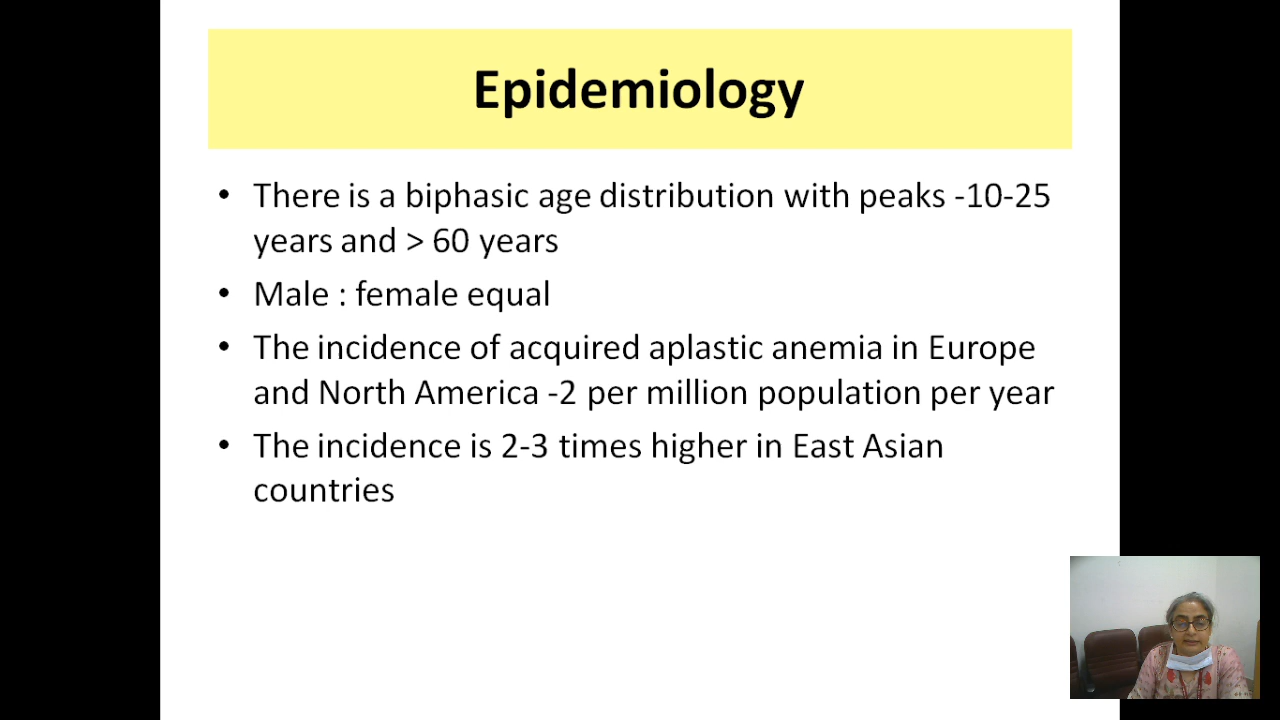 Epidemiology
• There is a biphasic age distribution with peaks -10-25
years and > 60 years
• Male : female equal
• The incidence of acquired aplastic anemia in Europe
and North America -2 per million population per year
• The incidence is 2-3 times higher in East Asian
countries